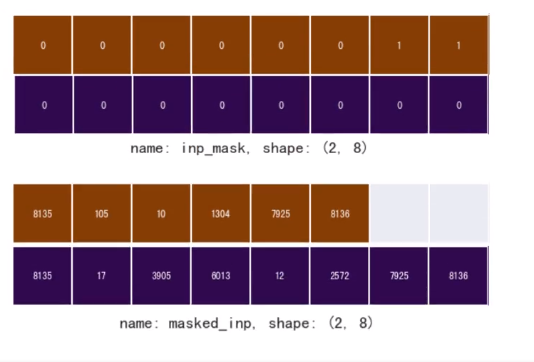 0 0 0 0 0 0 1 1
0 0 0 0 0 0 0 0
name: inp_mask, shape: (2, 8)
8135 105 10 1304 7925 8136
8135 17 3905 6013 12 2572 7925 8136
name: masked_inp, shape: (2, 8)